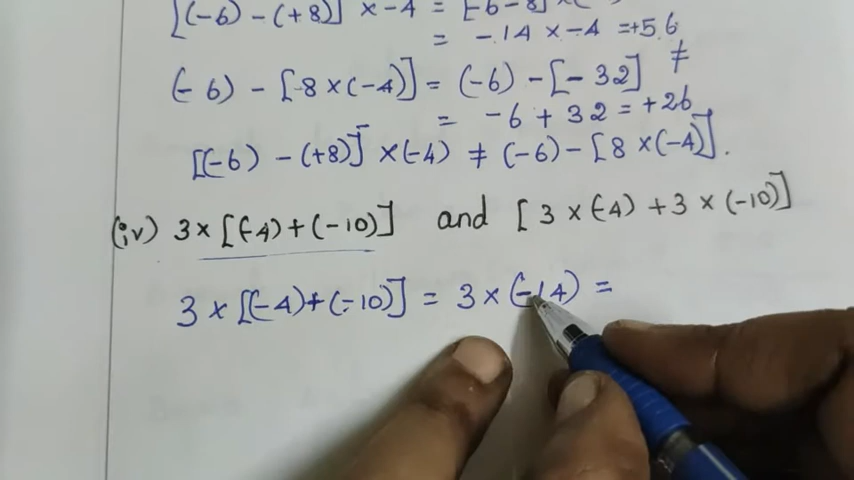 [(-6) - (+8)] × -4 = [-6-8] × (
= -14 × -4 = +56
(-6) - [8 × (-4)] = (-6) - [-32] ≠
= -6 + 32 = +26
[(-6) - (+8)] × (-4) ≠ (-6) - [8 × (-4)].
(iv) 3 × [(-4) + (-10)] and [3 × (-4) + 3 × (-10)]
3 × [(-4) + (-10)] = 3 × (-14) =